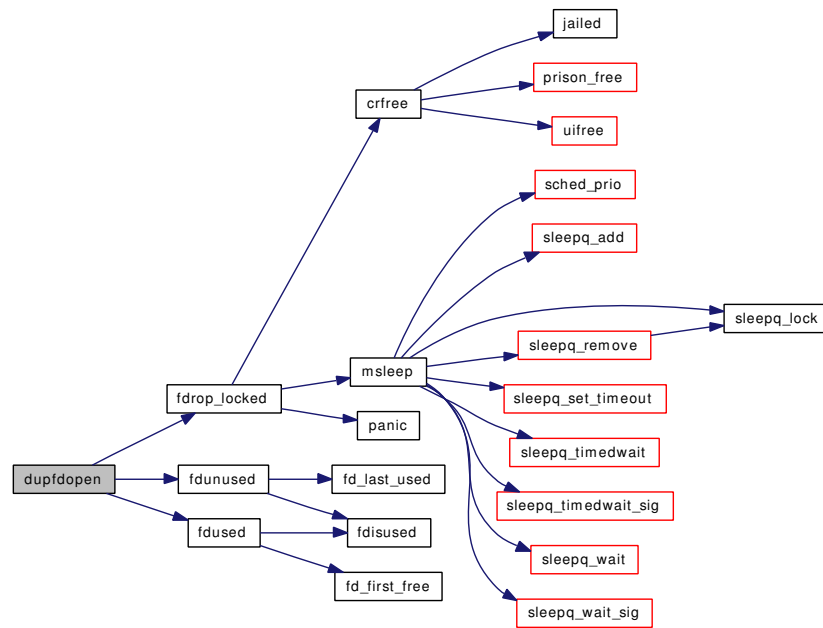 jailed
prison_free
crfree
uifree
sched_prio
sleepq_add
sleepq_lock
sleepq_remove
msleep
sleepq_set_timeout
fdrop_locked
panic
sleepq_timedwait
dupfdopen
fdunused
fd_last_used
sleepq_timedwait_sig
fdused
fdisused
sleepq_wait
fd_first_free
sleepq_wait_sig